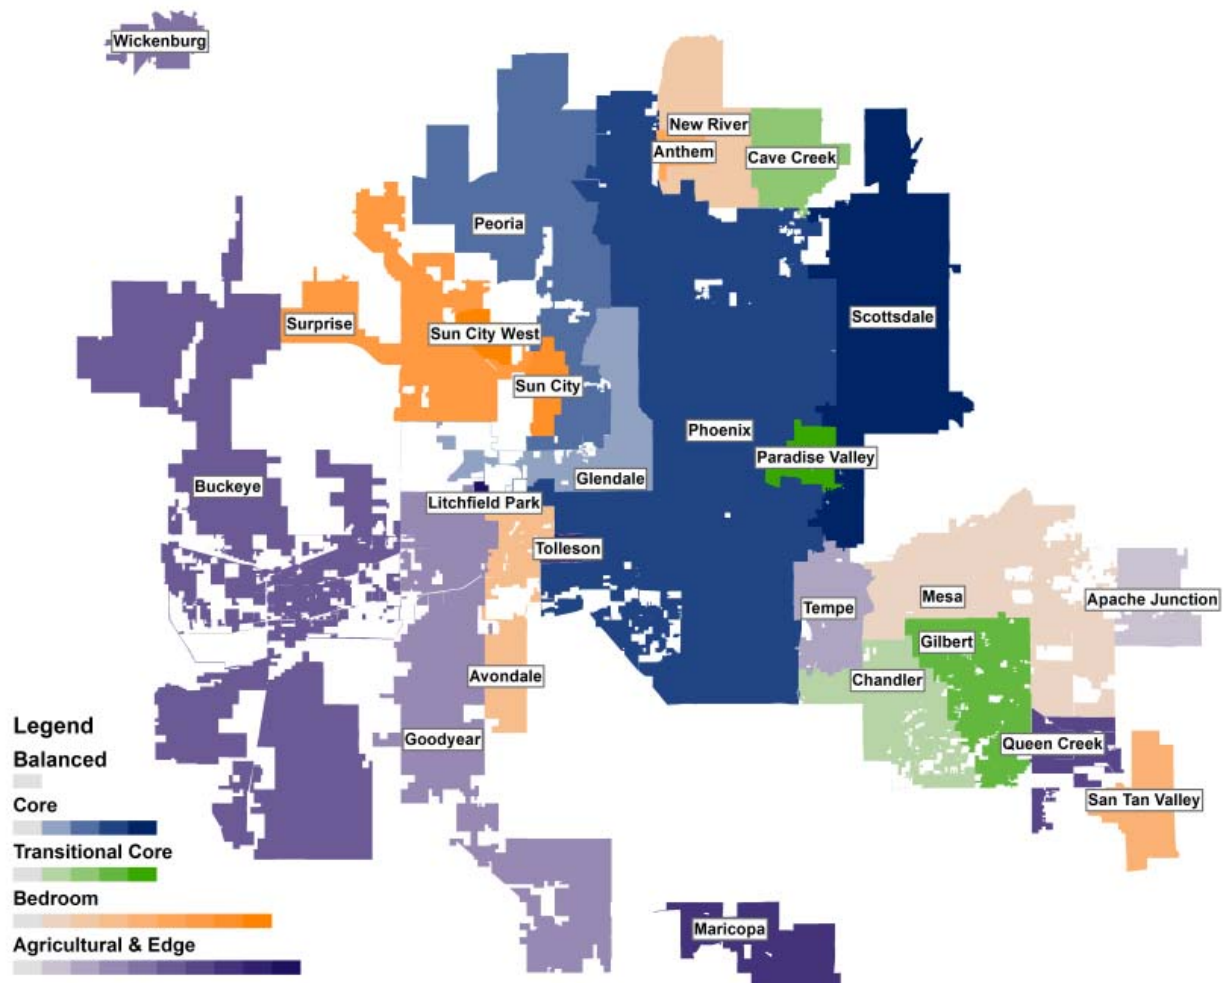 Wickenburg
New River
Anthem
Cave Creek
Peoria
Scottsdale
Surprise
Sun City West
Sun City
Phoenix
Paradise Valley
Glendale
Buckeye
Litchfield Park
Tolleson
Mesa
Apache Junction
Tempe
Gilbert
Avondale
Chandler
Goodyear
Queen Creek
San Tan Valley
Maricopa
Legend
Balanced
Core
Transitional Core
Bedroom
Agricultural & Edge